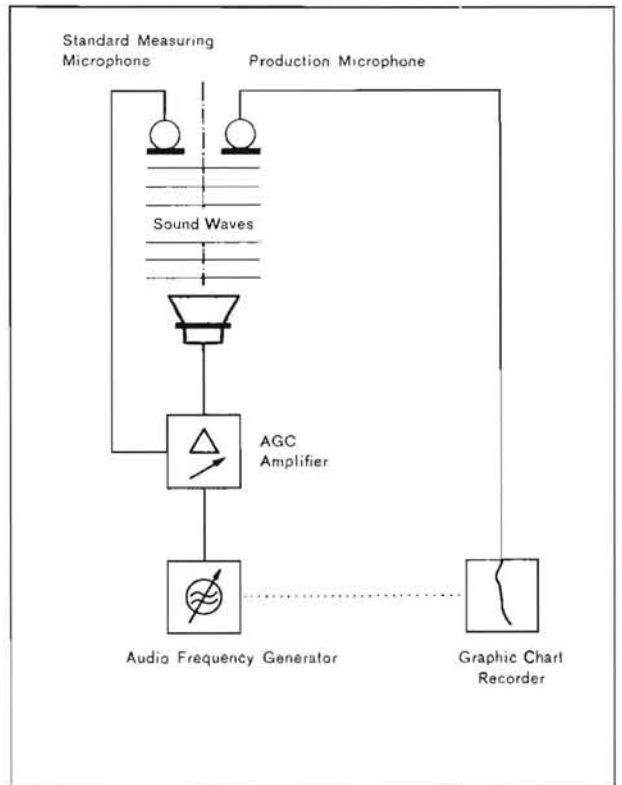 Standard Measuring
Microphone
Production Microphone
Sound Waves
AGC
Amplifier
Audio Frequency Generator
Graphic Chart
Recorder